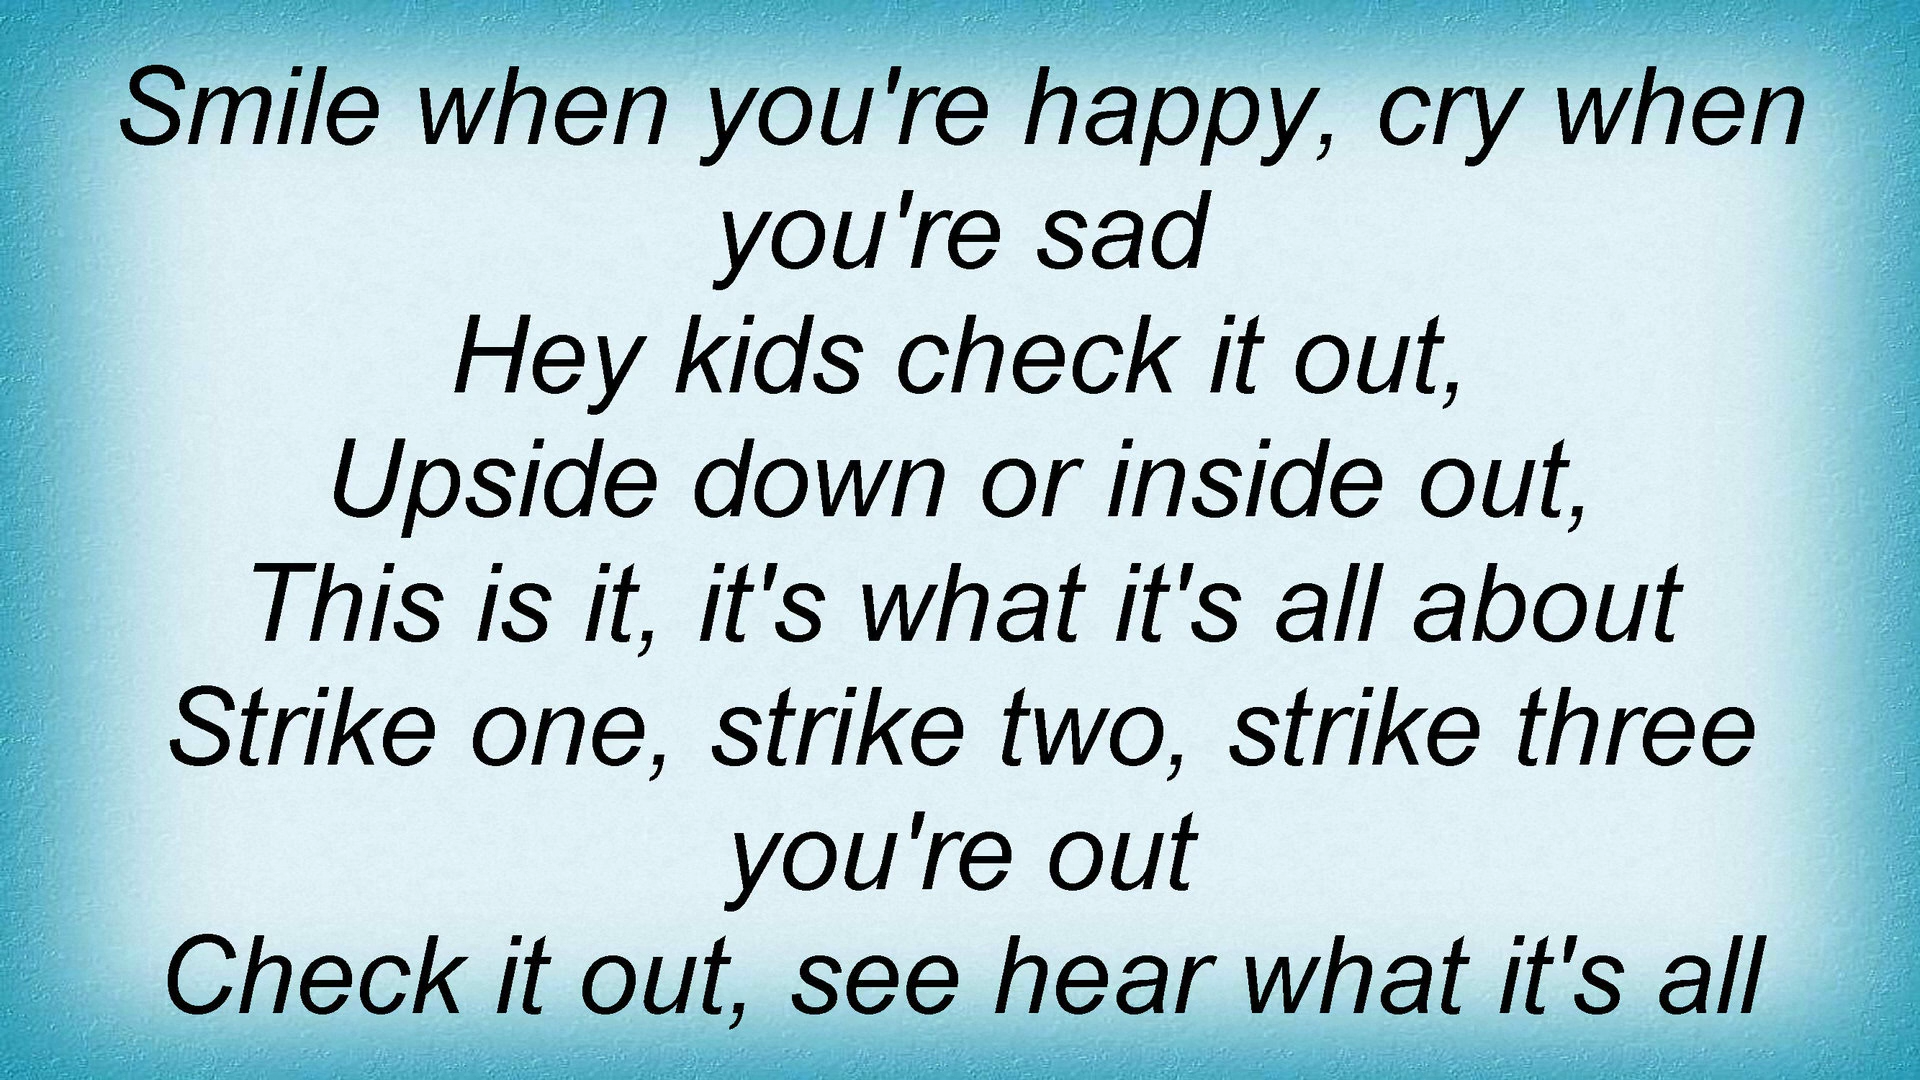 Smile when you're happy, cry when
you're sad
Hey kids check it out,
Upside down or inside out,
This is it, it's what it's all about
Strike one, strike two, strike three
you're out
Check it out, see hear what it's all